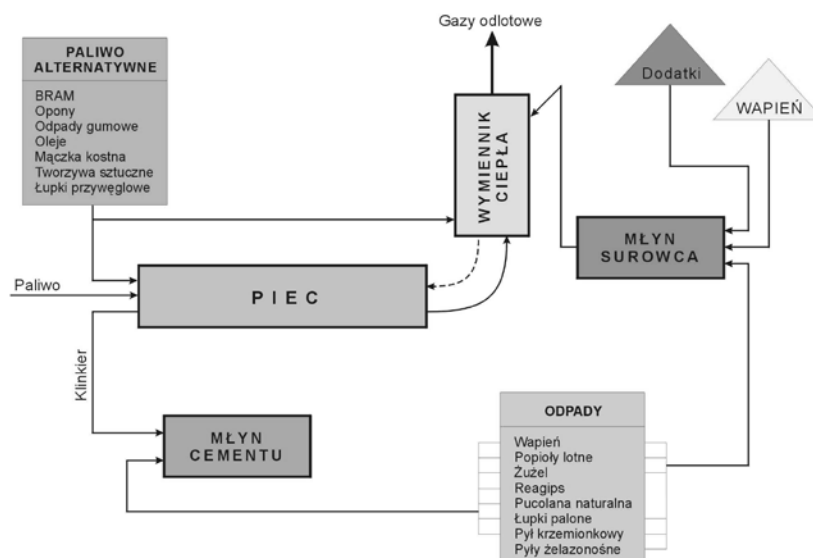 Gazy odlotowe
PALIWO
ALTERNATYWNE
BRAM
Opony
Odpady gumowe
Oleje
Mączka kostna
Tworzywa sztuczne
Łupki przywęglowe
WYMIENNIK
CIEPŁA
Dodatki
WAPIEŃ
MŁYN
SUROWCA
Paliwo
PIEC
Klinkier
MŁYN
CEMENTU
ODPADY
Wapień
Popioły lotne
Żużel
Reagips
Pucolana naturalna
Łupki palone
Pył krzemionkowy
Pyły żelazonośne